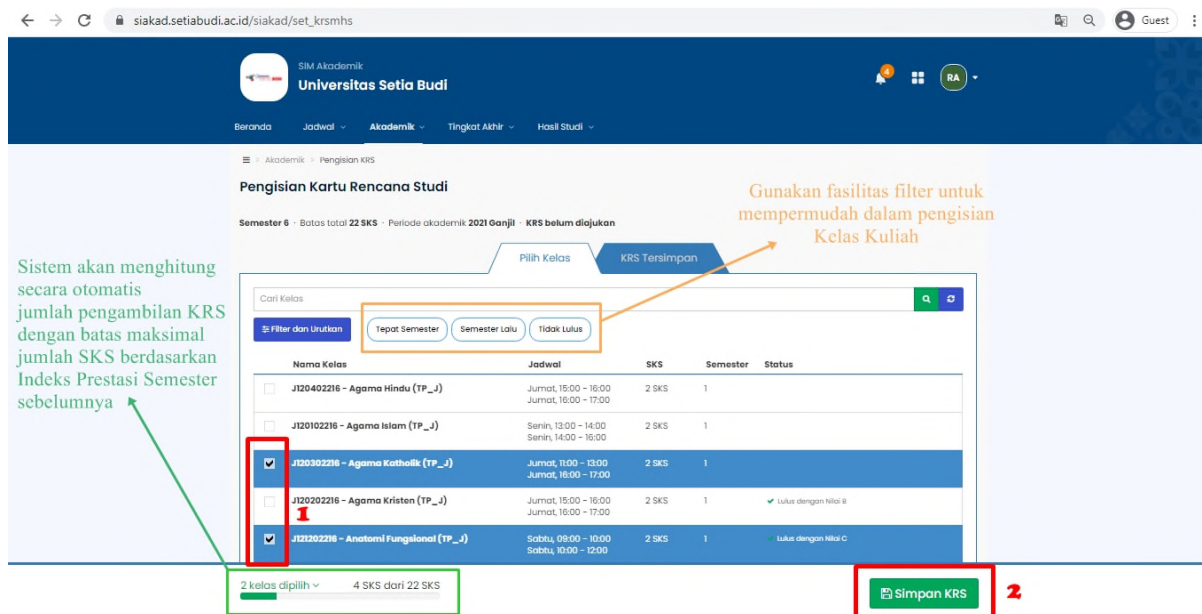 siakad.setiabudi.ac.id/siakad/set_krsmhs
Guest
SIM Akademik
Universitas Setia Budi
4
RA
Beranda Jadwal Akademik Tingkat Akhir Hasil Studi
Akademik > Pengisian KRS
Pengisian Kartu Rencana Studi
Semester 6 · Batas total 22 SKS · Periode akademik 2021 Ganjil · KRS belum diajukan
Gunakan fasilitas filter untuk
mempermudah dalam pengisian
Kelas Kuliah
Pilih Kelas KRS Tersimpan
Sistem akan menghitung
secara otomatis
jumlah pengambilan KRS
dengan batas maksimal
jumlah SKS berdasarkan
Indeks Prestasi Semester
sebelumnya
Cari Kelas
Filter dan Urutkan Tepat Semester Semester Lalu Tidak Lulus
Nama Kelas Jadwal SKS Semester Status
J120402216 - Agama Hindu (TP_J) Jumat, 15:00 - 16:00 2 SKS 1
Jumat, 16:00 - 17:00
J120102216 - Agama Islam (TP_J) Senin, 13:00 - 14:00 2 SKS 1
Senin, 14:00 - 16:00
J120302216 - Agama Katholik (TP_J) Jumat, 11:00 - 13:00 2 SKS 1
Jumat, 16:00 - 17:00
J120202216 - Agama Kristen (TP_J) Jumat, 15:00 - 16:00 2 SKS 1 Lulus dengan Nilai B
Jumat, 16:00 - 17:00
1
J121202216 - Anatomi Fungsional (TP_J) Sabtu, 09:00 - 10:00 2 SKS 1 Lulus dengan Nilai C
Sabtu, 10:00 - 12:00
2 kelas dipilih 4 SKS dari 22 SKS
Simpan KRS
2